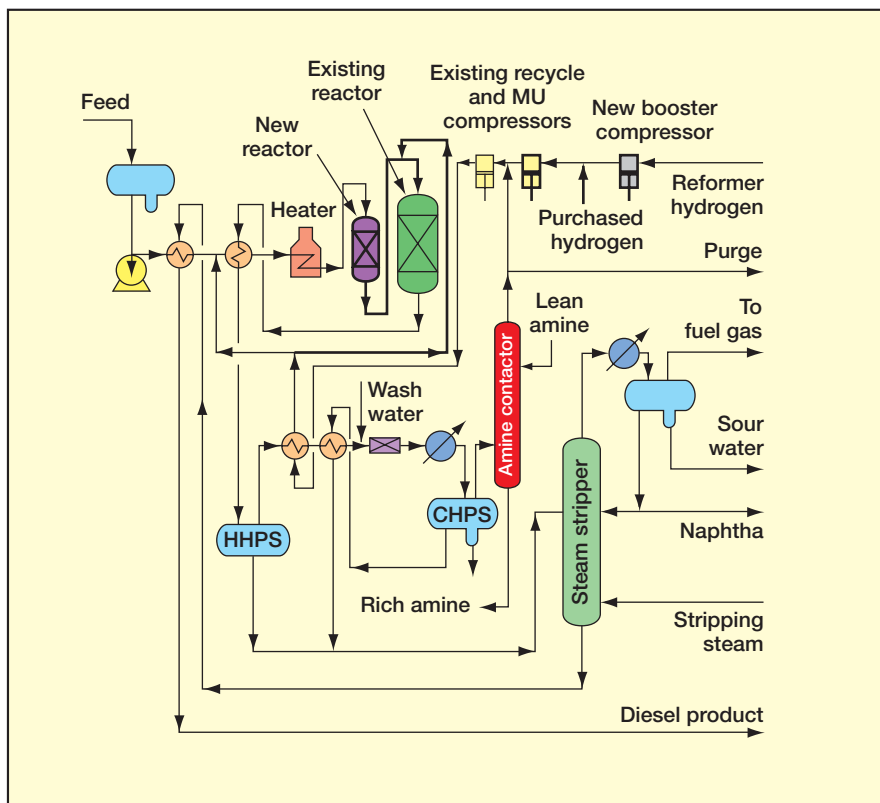 Feed
Existing
reactor
New
reactor
Heater
Existing recycle
and MU
compressors
New booster
compressor
Reformer
hydrogen
Purchased
hydrogen
Purge
Lean
amine
To
fuel gas
Amine contactor
Wash
water
Sour
water
HHPS
CHPS
Naphtha
Steam stripper
Rich amine
Stripping
steam
Diesel product